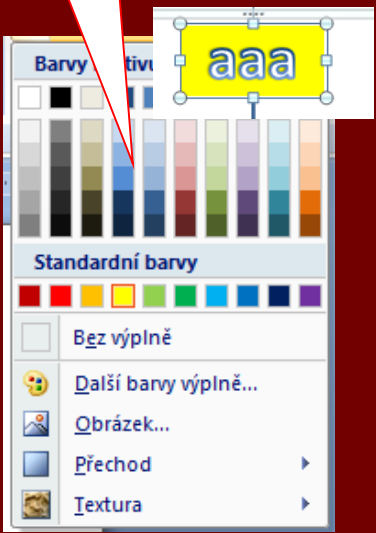 aaa
Barvy
Standardní barvy
Bez výplně
Další barvy výplně...
Obrázek...
Přechod
Textura